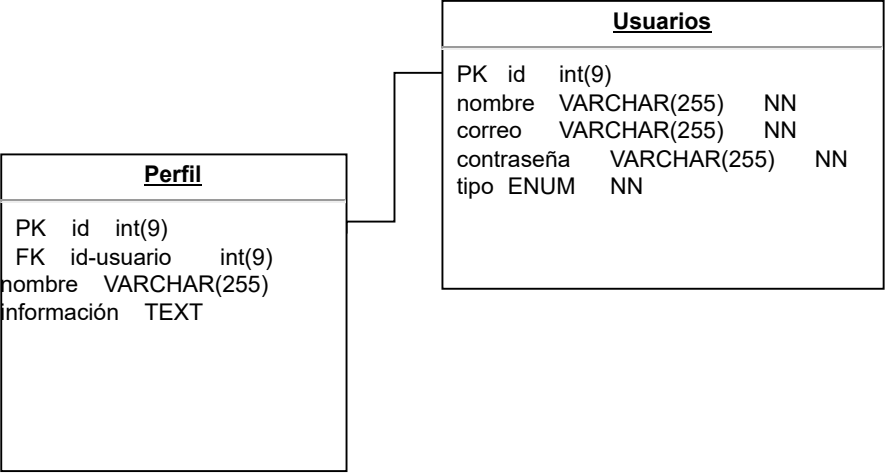 Usuarios
PK id int(9)
nombre VARCHAR(255) NN
correo VARCHAR(255) NN
contraseña VARCHAR(255) NN
tipo ENUM NN
Perfil
PK id int(9)
FK id-usuario int(9)
nombre VARCHAR(255)
información TEXT